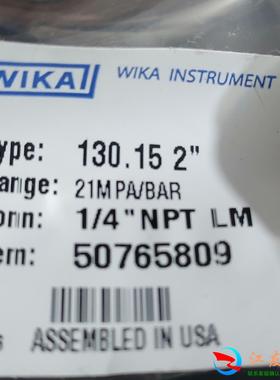 WIKA
WIKA INSTRUMENT
ype: 130.15 2"
ange: 21MPA/BAR
onn: 1/4"NPT LM
ern: 50765809
s ASSEMBLED IN USA